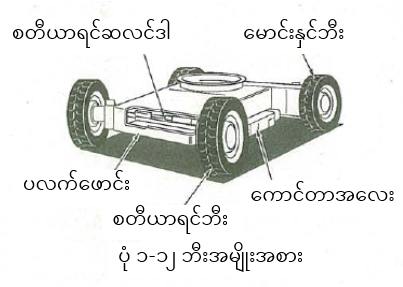 စတီယာရင်ဆလင်ဒါ
မောင်းနှင်ဘီး
ပလက်ဖောင်း
ကောင်တာအလေး
စတီယာရင်ဘီး
ပုံ ၁-၁၂ ဘီးအမျိုးအစား